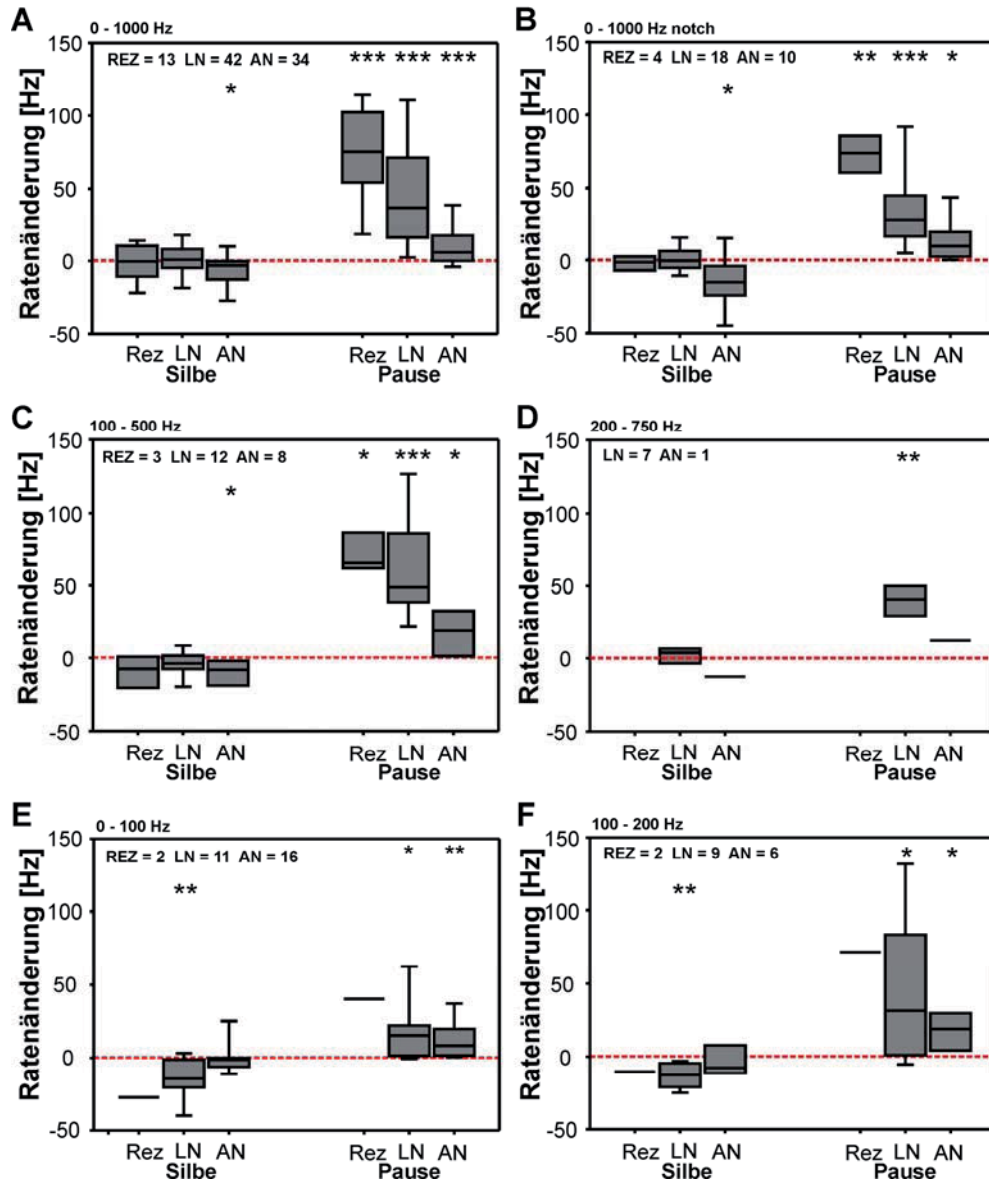 A
0 - 1000 Hz
REZ = 13 LN = 42 AN = 34
* *** *** ***
Ratenänderung [Hz]
150
100
50
0
-50
Rez LN AN Rez LN AN
Silbe Pause
B
0 - 1000 Hz notch
REZ = 4 LN = 18 AN = 10
* ** *** *
Ratenänderung [Hz]
150
100
50
0
-50
Rez LN AN Rez LN AN
Silbe Pause
C
100 - 500 Hz
REZ = 3 LN = 12 AN = 8
* * *** *
Ratenänderung [Hz]
150
100
50
0
-50
Rez LN AN Rez LN AN
Silbe Pause
D
200 - 750 Hz
LN = 7 AN = 1
**
Ratenänderung [Hz]
150
100
50
0
-50
Rez LN AN Rez LN AN
Silbe Pause
E
0 - 100 Hz
REZ = 2 LN = 11 AN = 16
** * **
Ratenänderung [Hz]
150
100
50
0
-50
Rez LN AN Rez LN AN
Silbe Pause
F
100 - 200 Hz
REZ = 2 LN = 9 AN = 6
** * *
Ratenänderung [Hz]
150
100
50
0
-50
Rez LN AN Rez LN AN
Silbe Pause